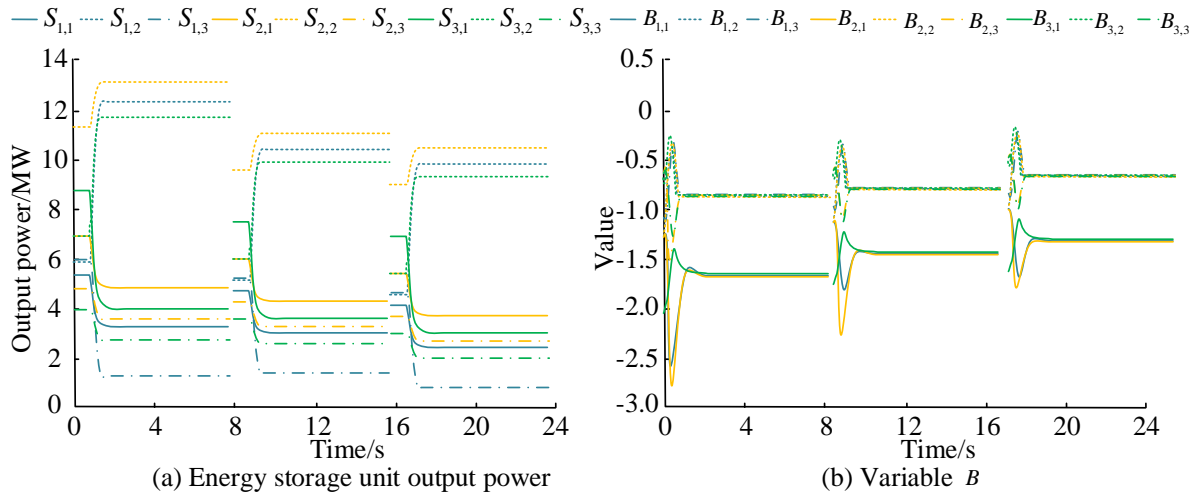 S1,1 S1,2 S1,3 S2,1 S2,2 S2,3 S3,1 S3,2 S3,3 B1,1 B1,2 B1,3 B2,1 B2,2 B2,3 B3,1 B3,2 B3,3
Output power/MW
14
12
10
8
6
4
2
0
0 4 8 12 16 20 24
Time/s
(a) Energy storage unit output power
Value
0
-0.5
-1.0
-1.5
-2.0
-2.5
-3.0
0 4 8 12 16 20 24
Time/s
(b) Variable B